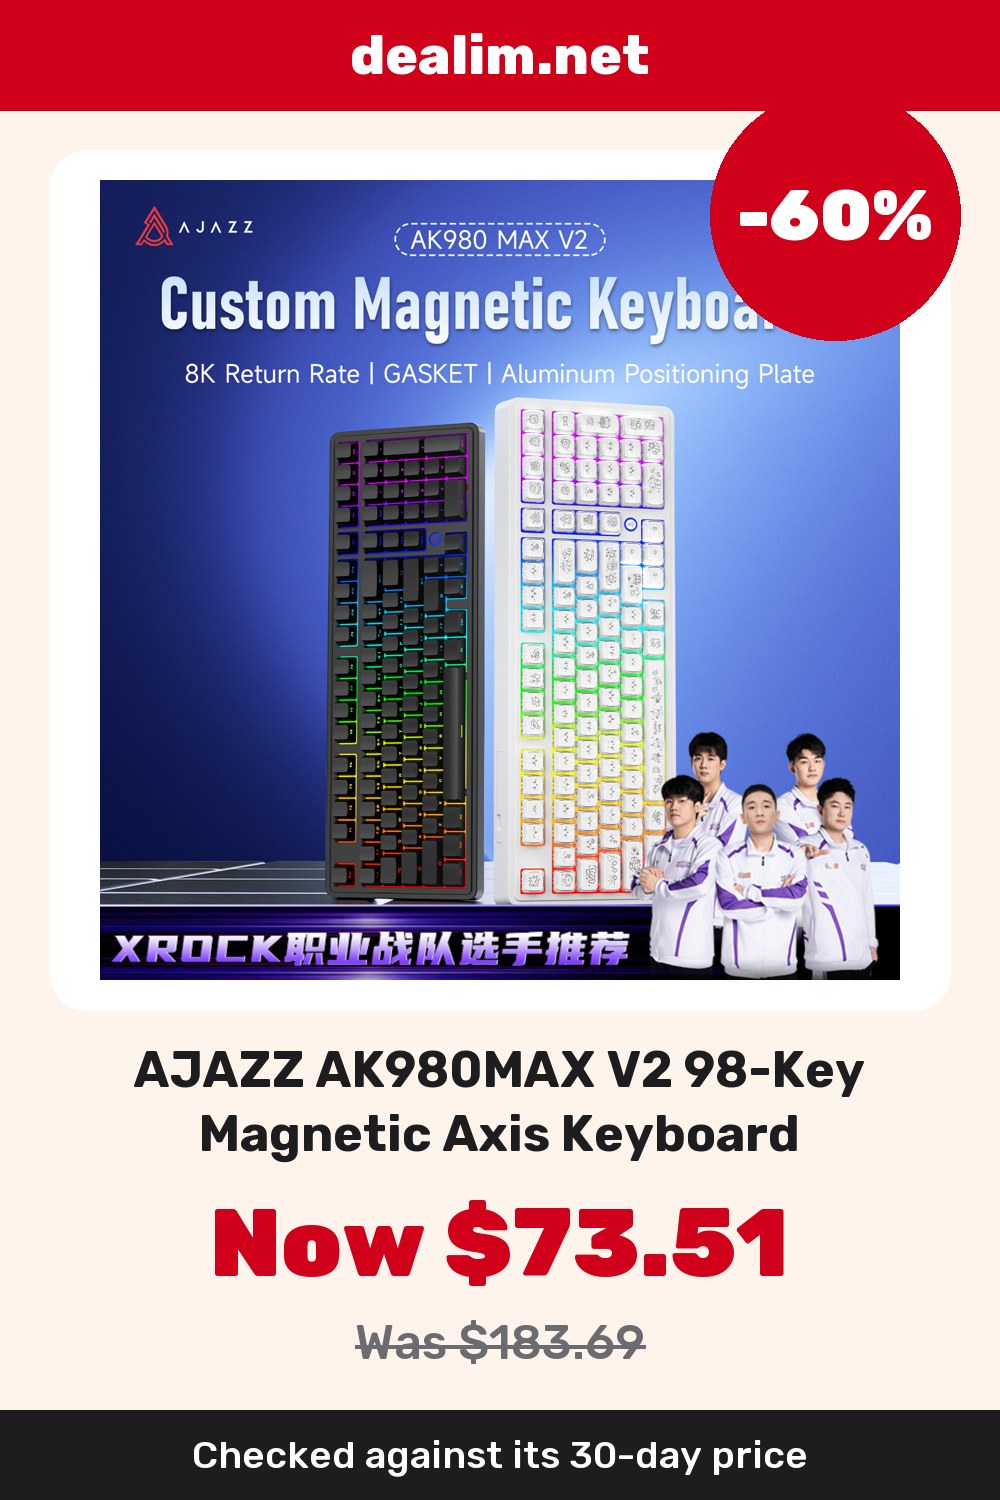 dealim.net
-60%
AJAZZ
AK980 MAX V2
Custom Magnetic
8K Return Rate | GASKET | Aluminum Positioning Plate
XROCK职业战队选手推荐
AJAZZ AK980MAX V2 98-Key
Magnetic Axis Keyboard
Now $73.51
Was $183.69
Checked against its 30-day price